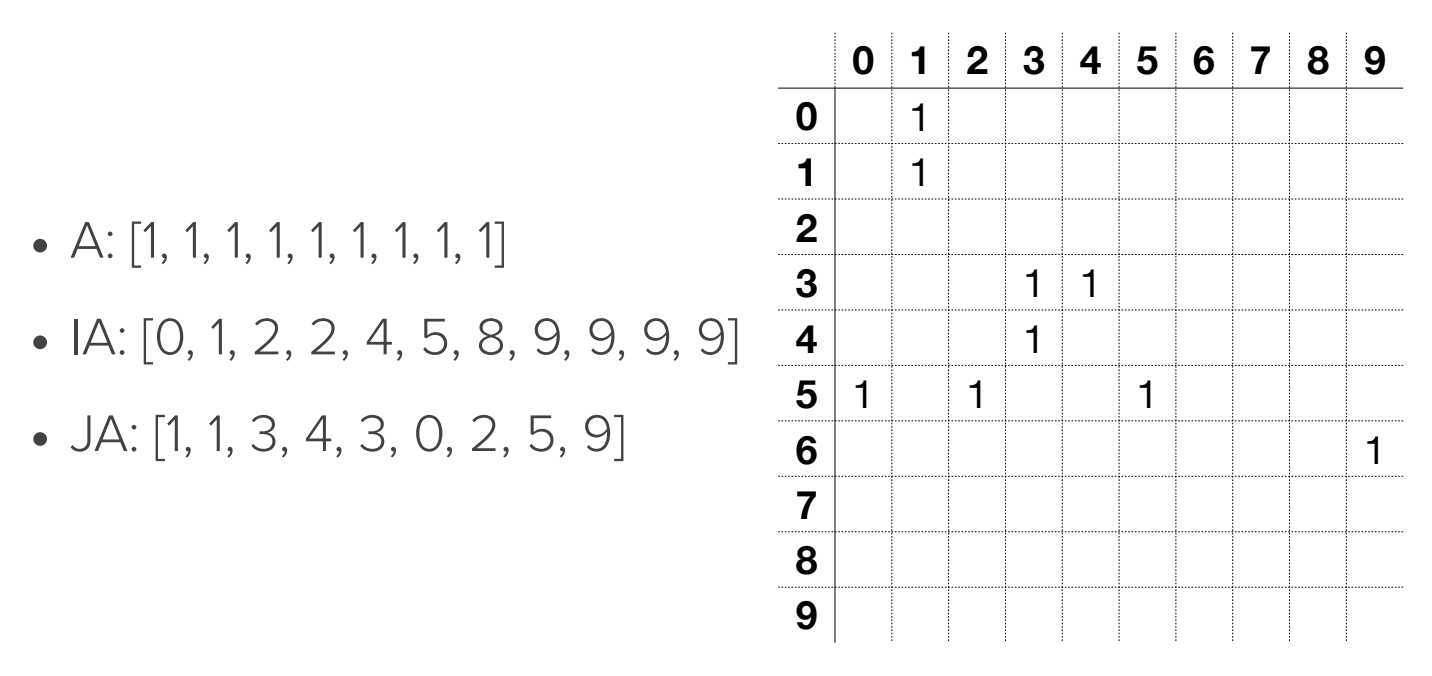 • A: [1, 1, 1, 1, 1, 1, 1, 1, 1]
• IA: [0, 1, 2, 2, 4, 5, 8, 9, 9, 9, 9]
• JA: [1, 1, 3, 4, 3, 0, 2, 5, 9]
0 1 2 3 4 5 6 7 8 9
0 1
1 1
2
3 1 1
4 1
5 1 1 1
6 1
7
8
9